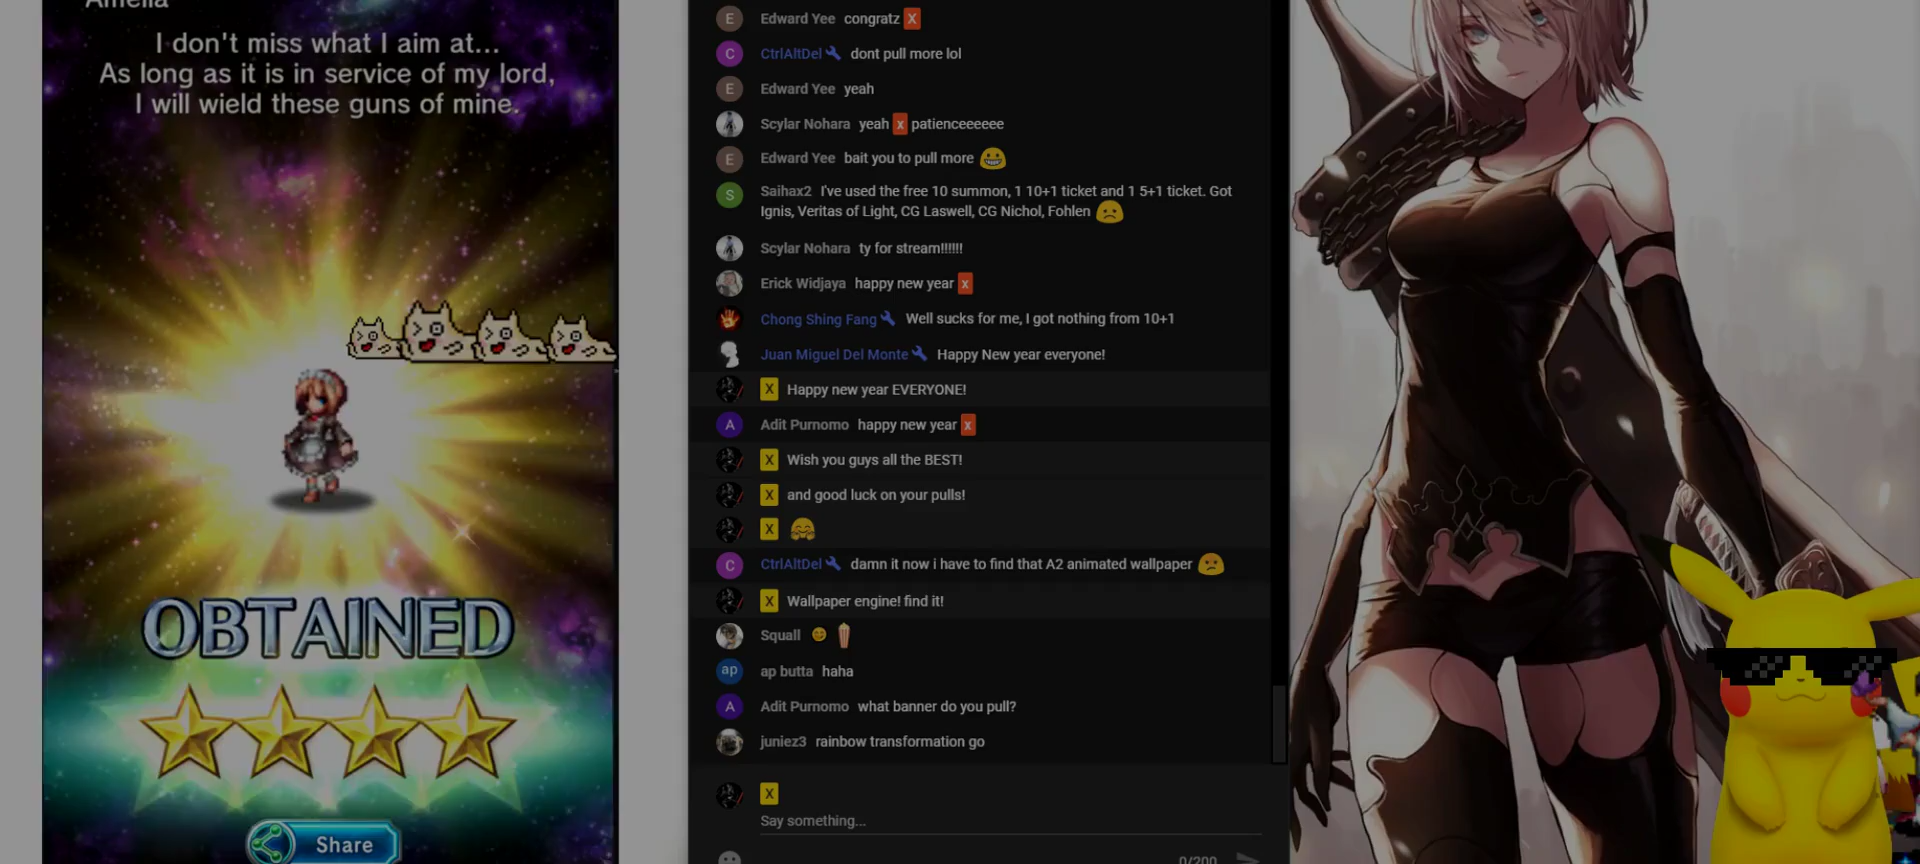 Amelia
I don't miss what I aim at...
As long as it is in service of my lord,
I will wield these guns of mine.
OBTAINED
Share
E Edward Yee congratz X
C CtrlAltDel dont pull more lol
E Edward Yee yeah
Scylar Nohara yeah x patienceeeeee
E Edward Yee bait you to pull more
S Saihax2 I've used the free 10 summon, 1 10+1 ticket and 1 5+1 ticket. Got
Ignis, Veritas of Light, CG Laswell, CG Nichol, Fohlen
Scylar Nohara ty for stream!!!!!!
Erick Widjaya happy new year x
Chong Shing Fang Well sucks for me, I got nothing from 10+1
Juan Miguel Del Monte Happy New year everyone!
X Happy new year EVERYONE!
A Adit Purnomo happy new year x
X Wish you guys all the BEST!
X and good luck on your pulls!
X
C CtrlAltDel damn it now i have to find that A2 animated wallpaper
X Wallpaper engine! find it!
Squall
ap ap butta haha
A Adit Purnomo what banner do you pull?
juniez3 rainbow transformation go
X
Say something...
0/200